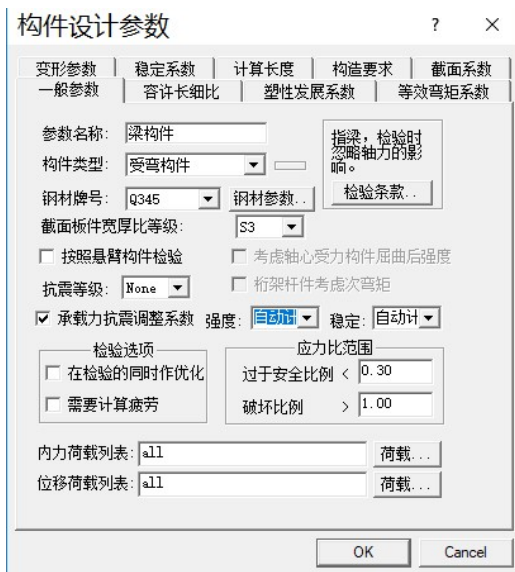 构件设计参数 ? ×
变形参数 稳定系数 计算长度 构造要求 截面系数
一般参数 容许长细比 塑性发展系数 等效弯矩系数
参数名称: 梁构件
构件类型: 受弯构件
指梁，检验时
忽略轴力的影
响。
钢材牌号: Q345 钢材参数.. 检验条款..
截面板件宽厚比等级: S3
按照悬臂构件检验 考虑轴心受力构件屈曲后强度
抗震等级: None 桁架杆件考虑次弯矩
承载力抗震调整系数 强度: 自动计 稳定: 自动计
检验选项 应力比范围
在检验的同时作优化 过于安全比例 < 0.30
需要计算疲劳 破坏比例 > 1.00
内力荷载列表: all 荷载...
位移荷载列表: all 荷载...
OK Cancel